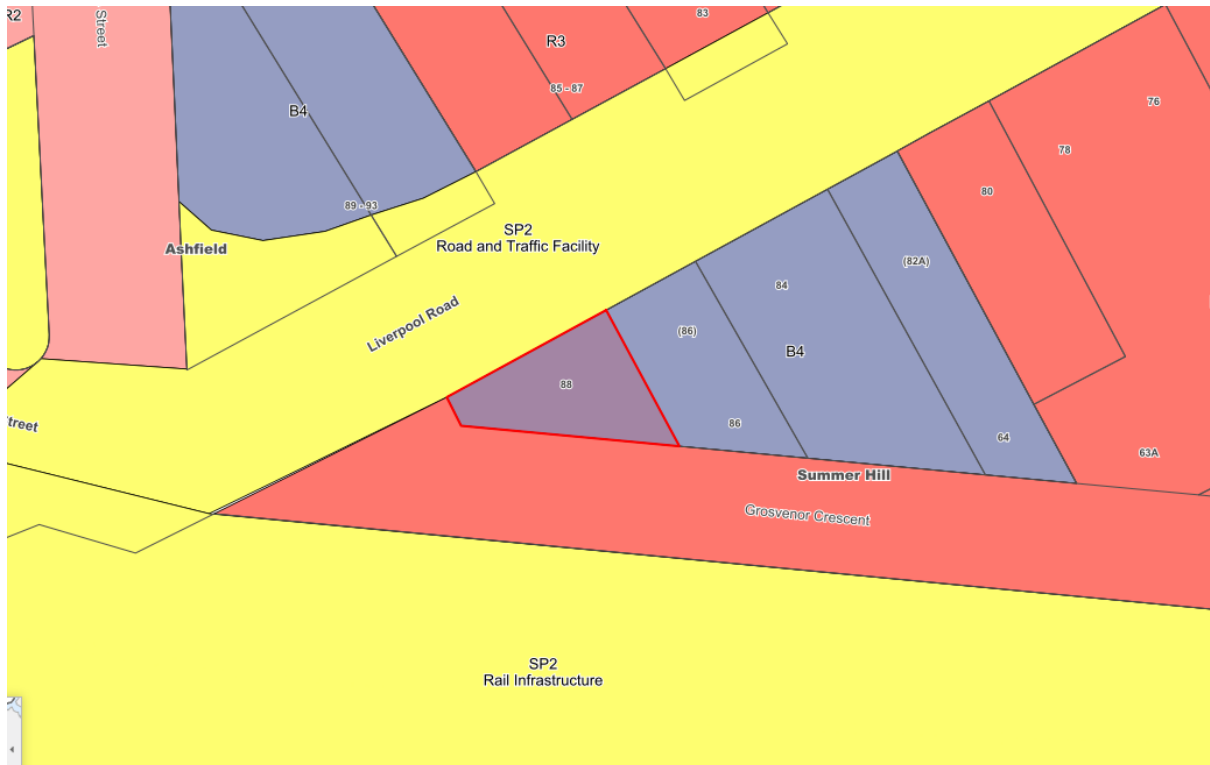 R2
Street
83
R3
85 - 87
B4
76
78
80
89 - 93
SP2
Road and Traffic Facility
Ashfield
(82A)
84
Liverpool Road
(86)
B4
88
treet
86
64
63A
Summer Hill
Grosvenor Crescent
SP2
Rail Infrastructure